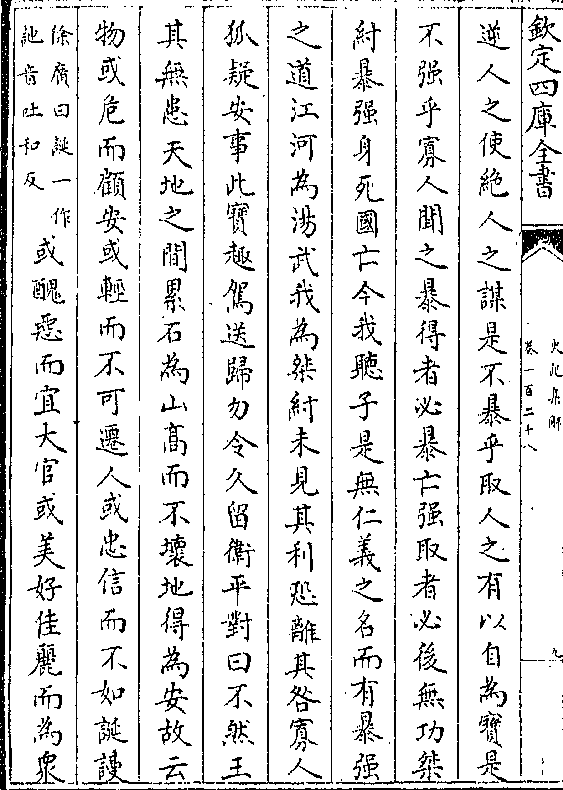 欽定四庫全書
史記集解
卷一百二十八
九
逆人之使絶人之謀是不暴乎取人之有以自為寶是
不强乎寡人聞之暴得者必暴亡强取者必後無功桀
紂暴强身死國亡今我聽子是無仁義之名而有暴强
之道江河為湯武我為桀紂未見其利恐離其咎寡人
狐疑安事此寶趣駕送歸勿令久留衛平對曰不然王
其無患天地之間累石為山髙而不壞地得為安故云
物或危而顧安或輕而不可遷人或忠信而不如誕謾
徐廣曰誕一作
訑音吐和反
或醜惡而宜大官或美好佳麗而為衆